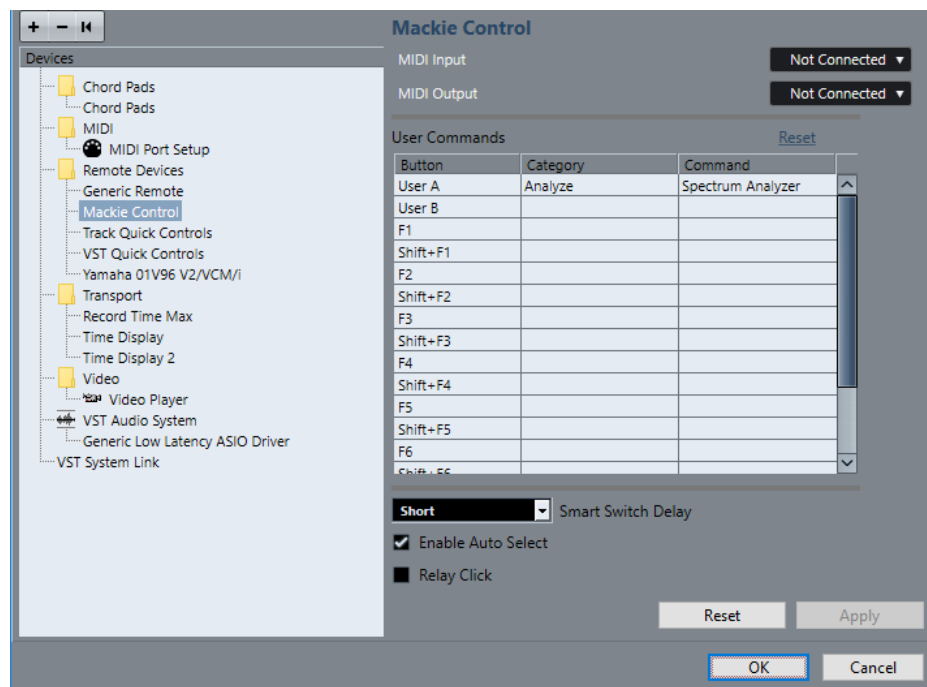 Devices
Chord Pads
Chord Pads
MIDI
MIDI Port Setup
Remote Devices
Generic Remote
Mackie Control
Track Quick Controls
VST Quick Controls
Yamaha 01V96 V2/VCM/i
Transport
Record Time Max
Time Display
Time Display 2
Video
Video Player
VST Audio System
Generic Low Latency ASIO Driver
VST System Link
Mackie Control
MIDI Input Not Connected
MIDI Output Not Connected
User Commands Reset
Button Category Command
User A Analyze Spectrum Analyzer
User B
F1
Shift+F1
F2
Shift+F2
F3
Shift+F3
F4
Shift+F4
F5
Shift+F5
F6
Shift+F6
Short Smart Switch Delay
Enable Auto Select
Relay Click
Reset Apply
OK Cancel